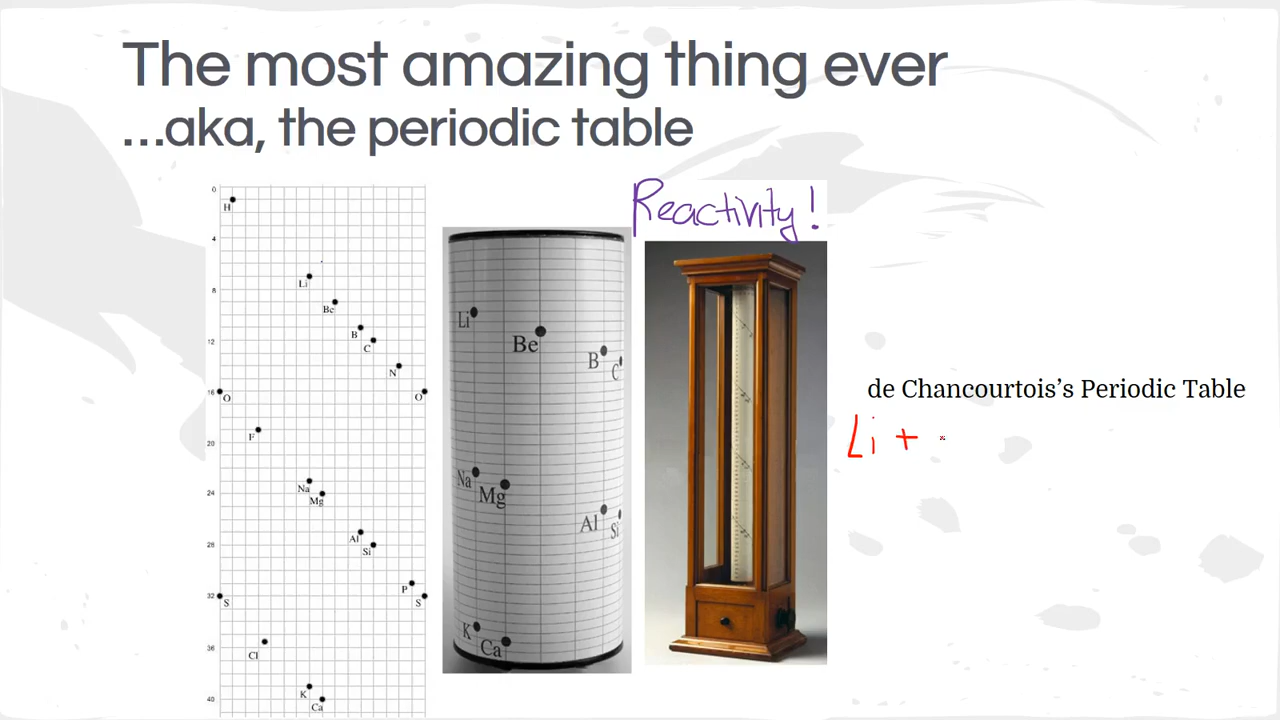 The most amazing thing ever
...aka, the periodic table
Reactivity!
0
H
4
Li
8
Be
B
12
C
N
16
O
O
F
20
Na
24
Mg
Al
28
Si
P
32
S
S
36
Cl
K
40
Ca
Li
Be
B
C
Na
Mg
Al
Si
K
Ca
de Chancourtois’s Periodic Table
Li +